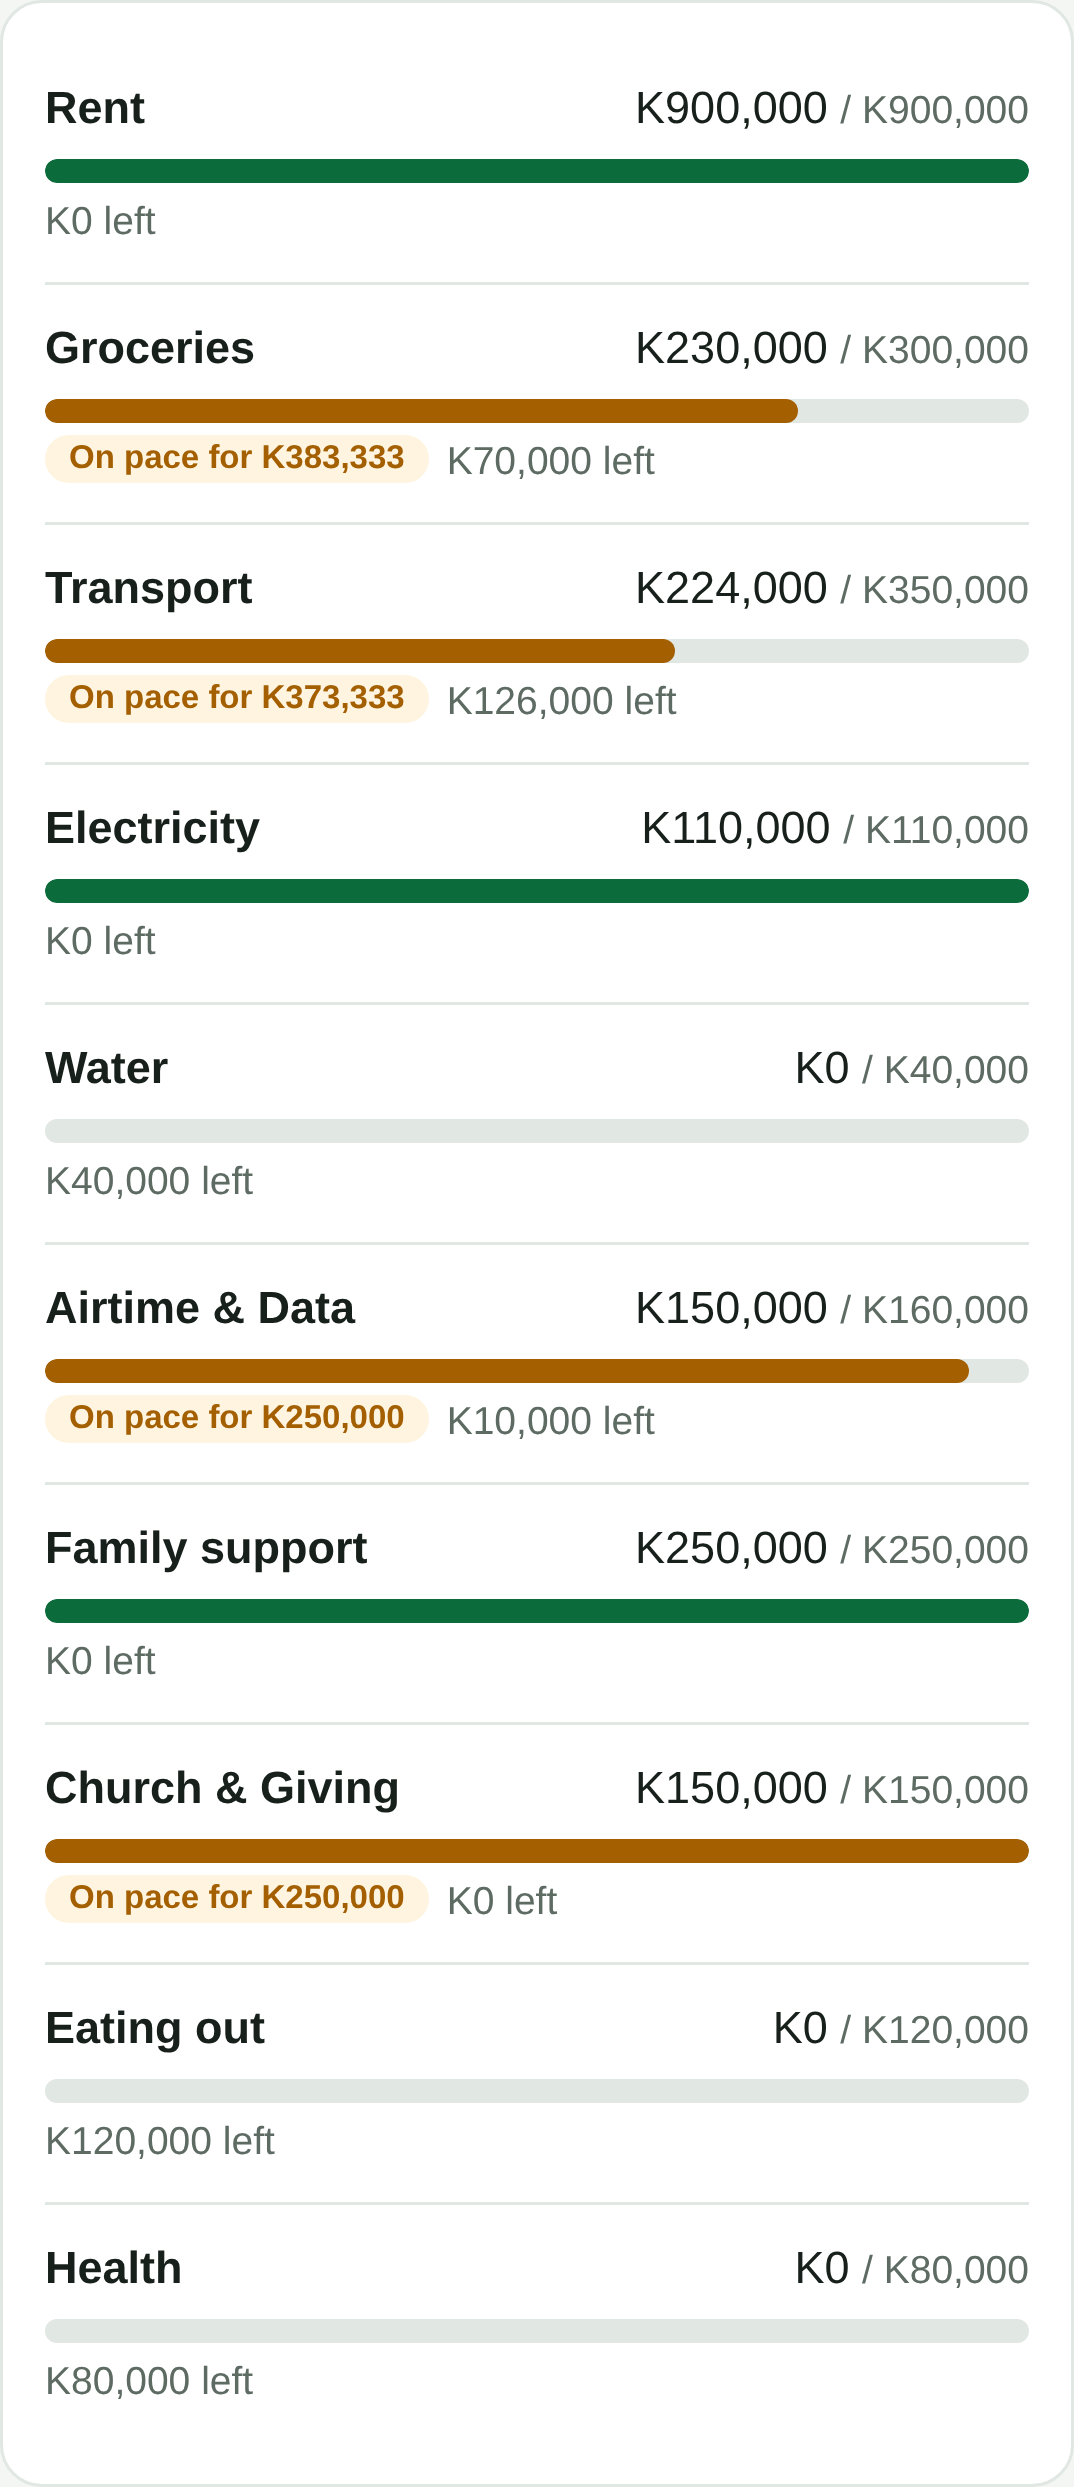 Rent K900,000 / K900,000
K0 left
Groceries K230,000 / K300,000
On pace for K383,333 K70,000 left
Transport K224,000 / K350,000
On pace for K373,333 K126,000 left
Electricity K110,000 / K110,000
K0 left
Water K0 / K40,000
K40,000 left
Airtime & Data K150,000 / K160,000
On pace for K250,000 K10,000 left
Family support K250,000 / K250,000
K0 left
Church & Giving K150,000 / K150,000
On pace for K250,000 K0 left
Eating out K0 / K120,000
K120,000 left
Health K0 / K80,000
K80,000 left